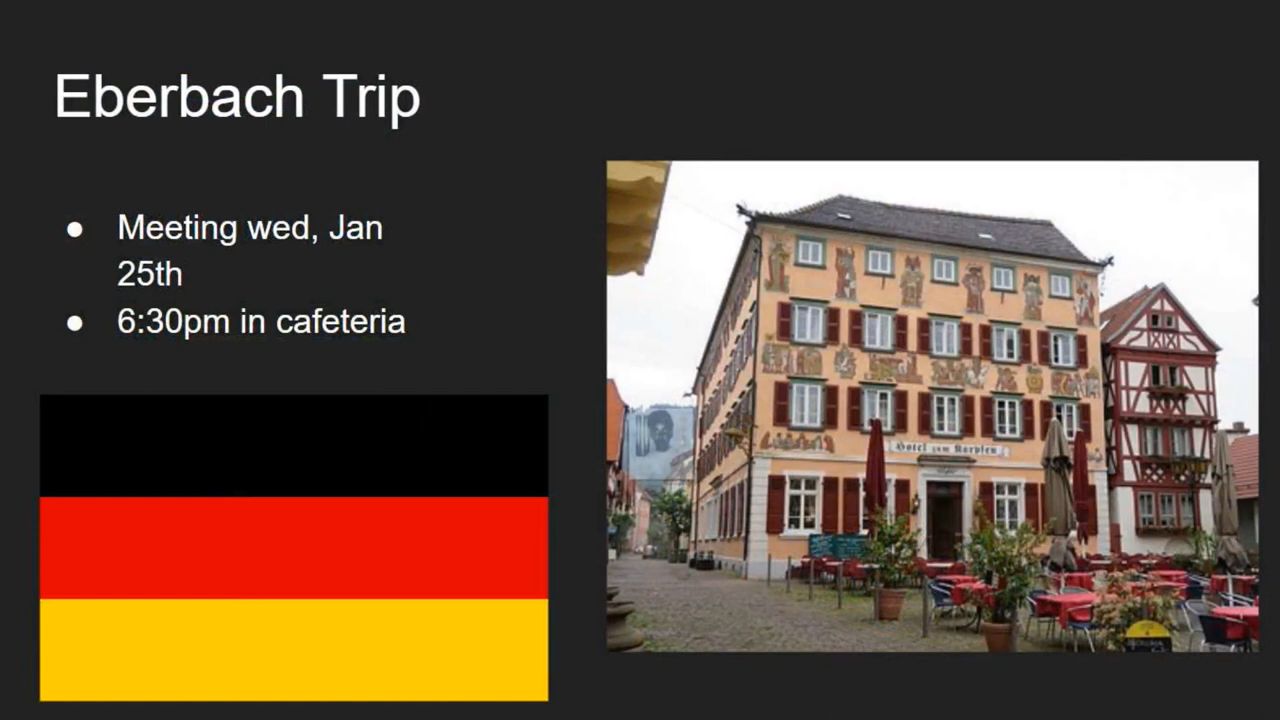 Eberbach Trip
● Meeting wed, Jan
25th
● 6:30pm in cafeteria
Hotel zum Karpfen